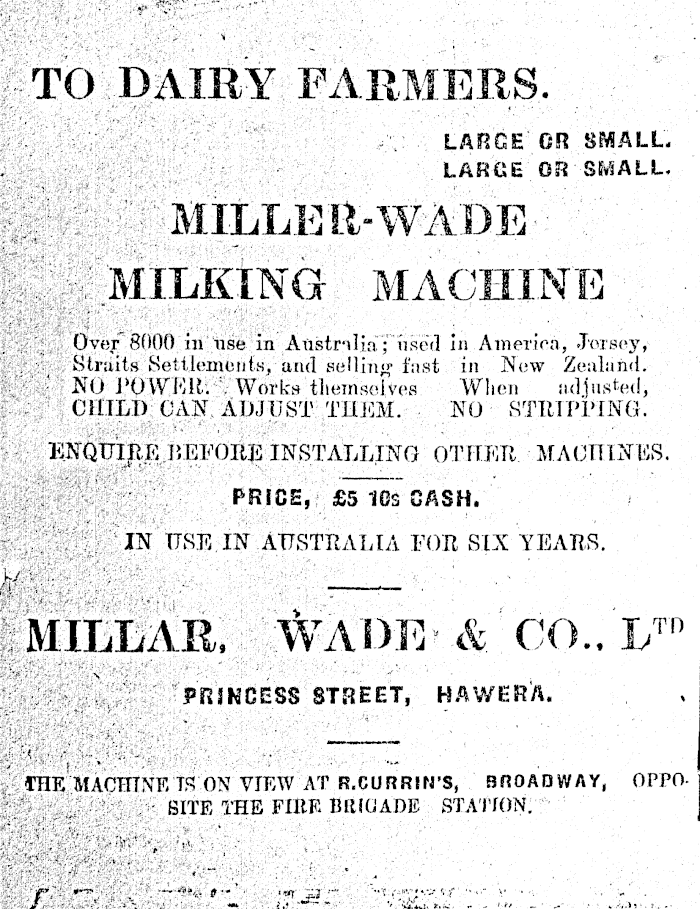 TO DAIRY FARMERS.
LARGE OR SMALL.
LARGE OR SMALL.
MILLER-WADE
MILKING MACHINE
Over 8000 in use in Australia; used in America, Jersey,
Straits Settlements, and selling fast in New Zealand.
NO POWER. Works themselves When adjusted,
CHILD CAN ADJUST THEM. NO STRIPPING.
ENQUIRE BEFORE INSTALLING OTHER MACHINES.
PRICE, £5 10s CASH.
IN USE IN AUSTRALIA FOR SIX YEARS.
MILLAR, WADE & CO., LTD
PRINCESS STREET, HAWERA.
THE MACHINE IS ON VIEW AT R.CURRIN'S, BROADWAY, OPPO-
SITE THE FIRE BRIGADE STATION.